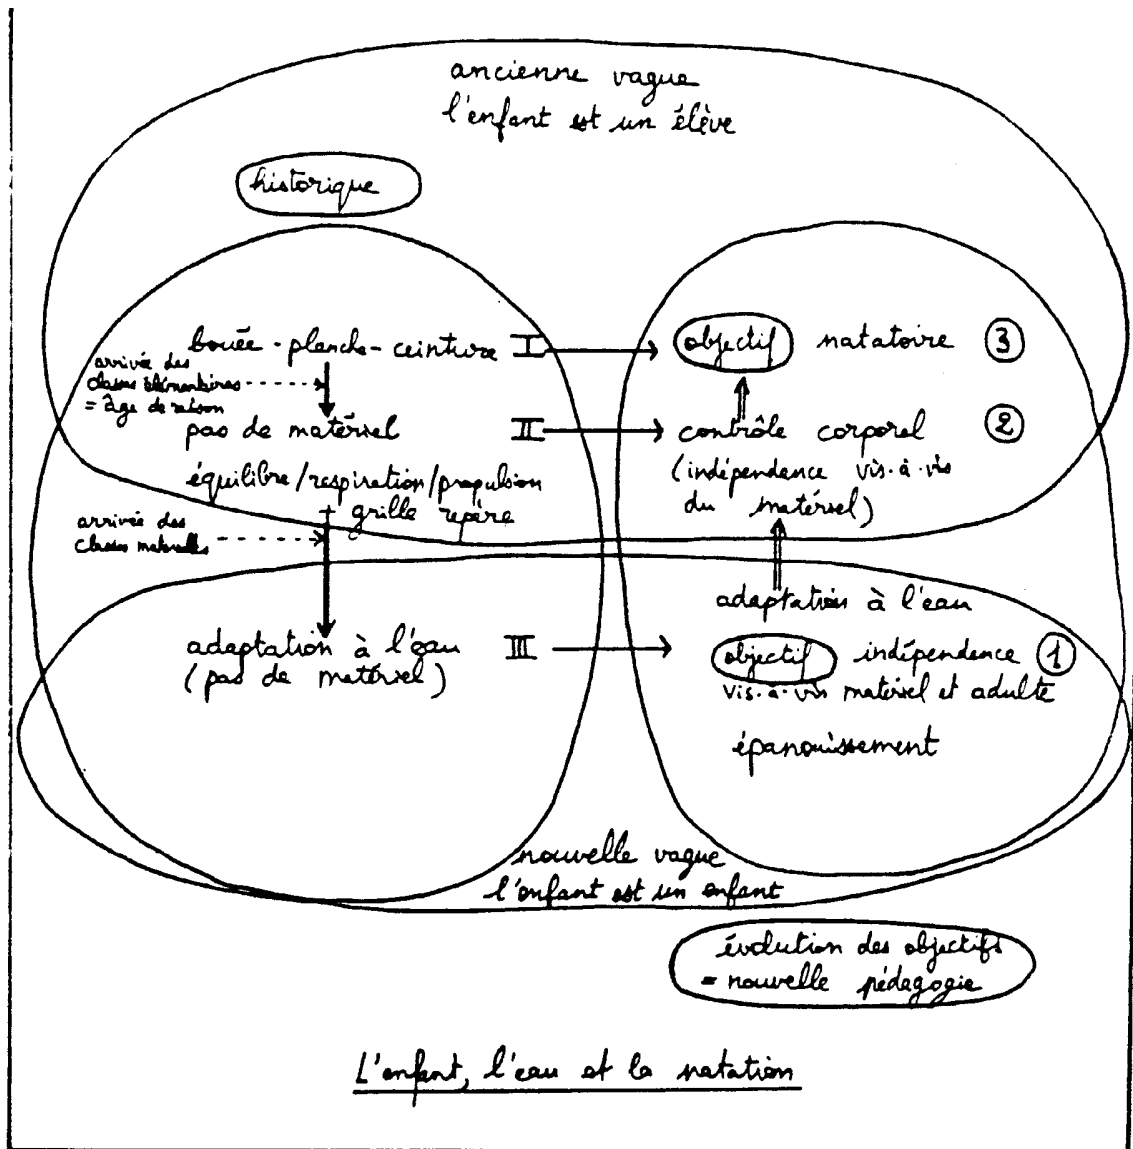 ancienne vague
l'enfant est un élève
historique
bouée - planche - ceinture I
objectif natatoire 3
arrivée des
classes élémentaires
= âge de raison
pas de matériel II
contrôle corporel 2
(indépendance vis-à-vis
du matériel)
équilibre/respiration/propulsion
+ grille repère
arrivée des
classes maternelles
adaptation à l'eau III
(pas de matériel)
adaptation à l'eau
objectif indépendence 1
vis-à-vis matériel et adulte
épanouissement
nouvelle vague
l'enfant est un enfant
évolution des objectifs
= nouvelle pédagogie
L'enfant, l'eau et la natation